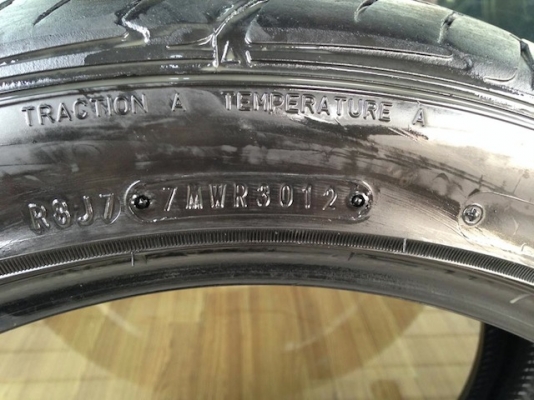 TRACTION A TEMPERATURE A
R8J7 7MWR3012